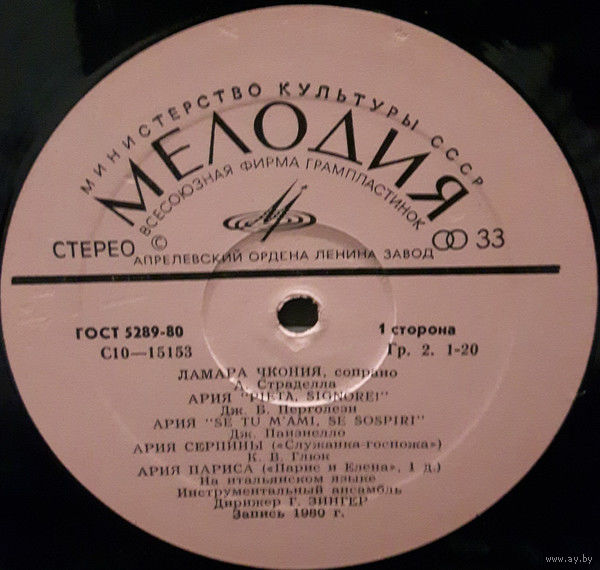 МИНИСТЕРСТВО КУЛЬТУРЫ СССР
МЕЛОДИЯ
ВСЕСОЮЗНАЯ ФИРМА ГРАМПЛАСТИНОК
СТЕРЕО © 33
АПРЕЛЕВСКИЙ ОРДЕНА ЛЕНИНА ЗАВОД
ГОСТ 5289-80 1 сторона
С10—15153 Гр. 2. 1-20
ЛАМАРА ЧКОНИЯ, сопрано
А. Страделла
АРИЯ "PIETA, SIGNORE!"
Дж. В. Перголези
АРИЯ "SE TU M'AMI, SE SOSPIRI"
Дж. Паизиелло
АРИЯ СЕРПИНЫ («Служанка-госпожа»)
К. В. Глюк
АРИЯ ПАРИСА («Парис и Елена», 1 д.)
На итальянском языке
Инструментальный ансамбль
Дирижер Г. ЗИНГЕР
Запись 1980 г.
www.ay.by